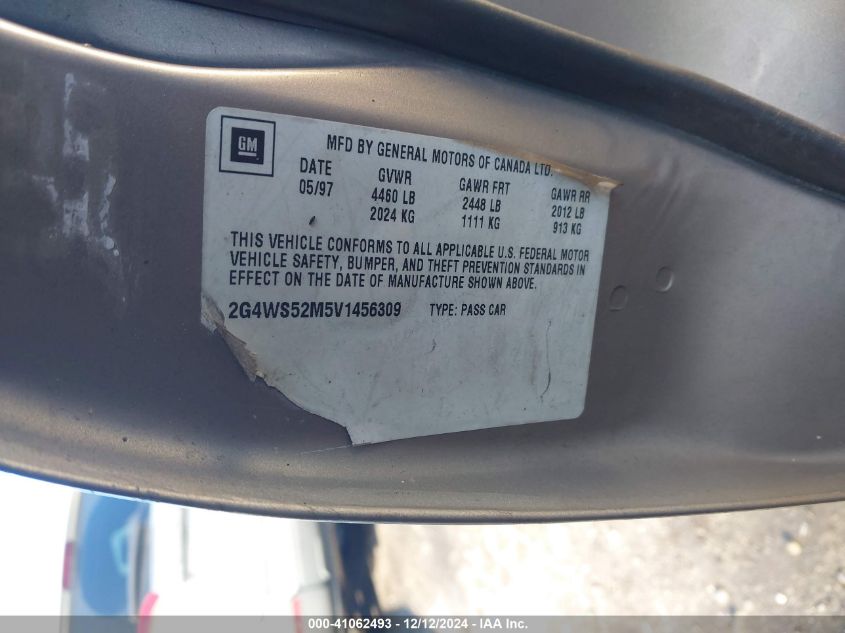 GM
MFD BY GENERAL MOTORS OF CANADA LTD.
DATE GVWR GAWR FRT GAWR RR
05/97 4460 LB 2448 LB 2012 LB
2024 KG 1111 KG 913 KG
THIS VEHICLE CONFORMS TO ALL APPLICABLE U.S. FEDERAL MOTOR
VEHICLE SAFETY, BUMPER, AND THEFT PREVENTION STANDARDS IN
EFFECT ON THE DATE OF MANUFACTURE SHOWN ABOVE.
2G4WS52M5V1456309 TYPE: PASS CAR
000-41062493 - 12/12/2024 - IAA Inc.